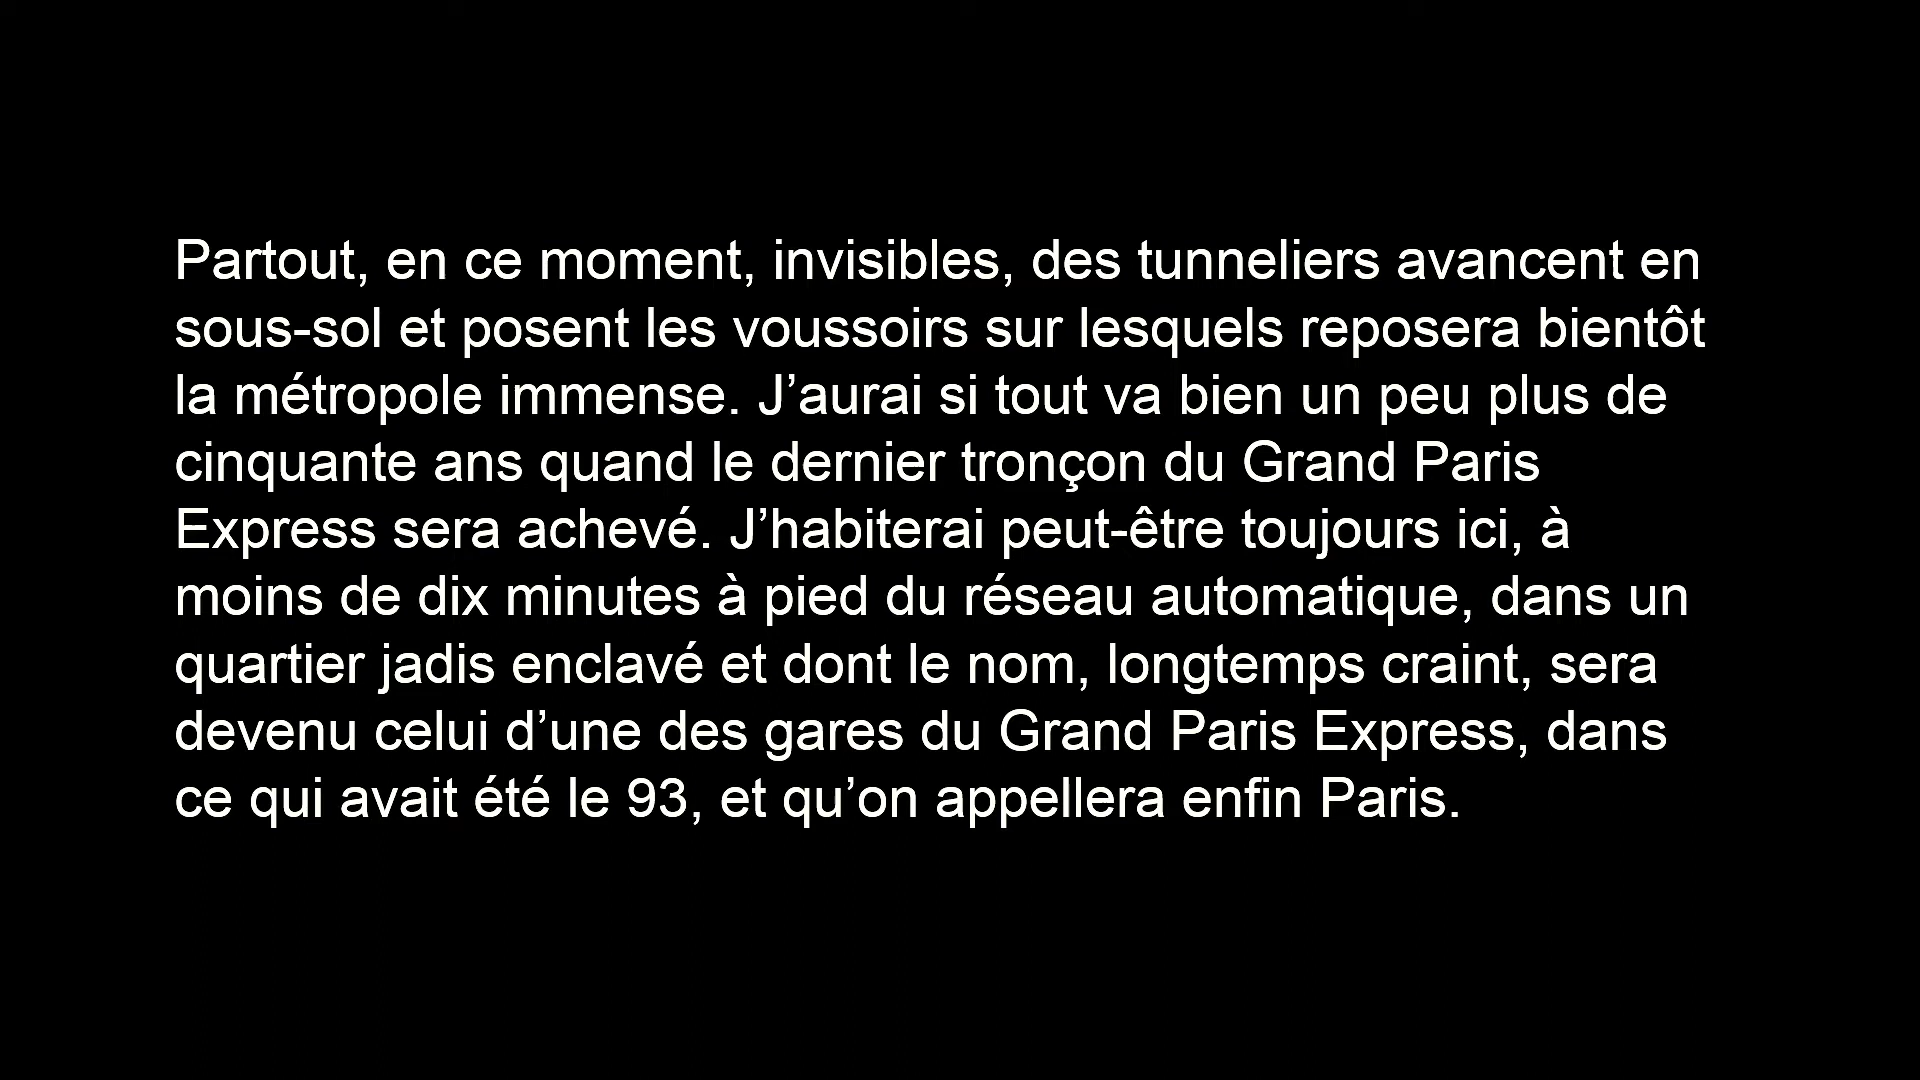 Partout, en ce moment, invisibles, des tunneliers avancent en
sous-sol et posent les voussoirs sur lesquels reposera bientôt
la métropole immense. J’aurai si tout va bien un peu plus de
cinquante ans quand le dernier tronçon du Grand Paris
Express sera achevé. J’habiterai peut-être toujours ici, à
moins de dix minutes à pied du réseau automatique, dans un
quartier jadis enclavé et dont le nom, longtemps craint, sera
devenu celui d’une des gares du Grand Paris Express, dans
ce qui avait été le 93, et qu’on appellera enfin Paris.